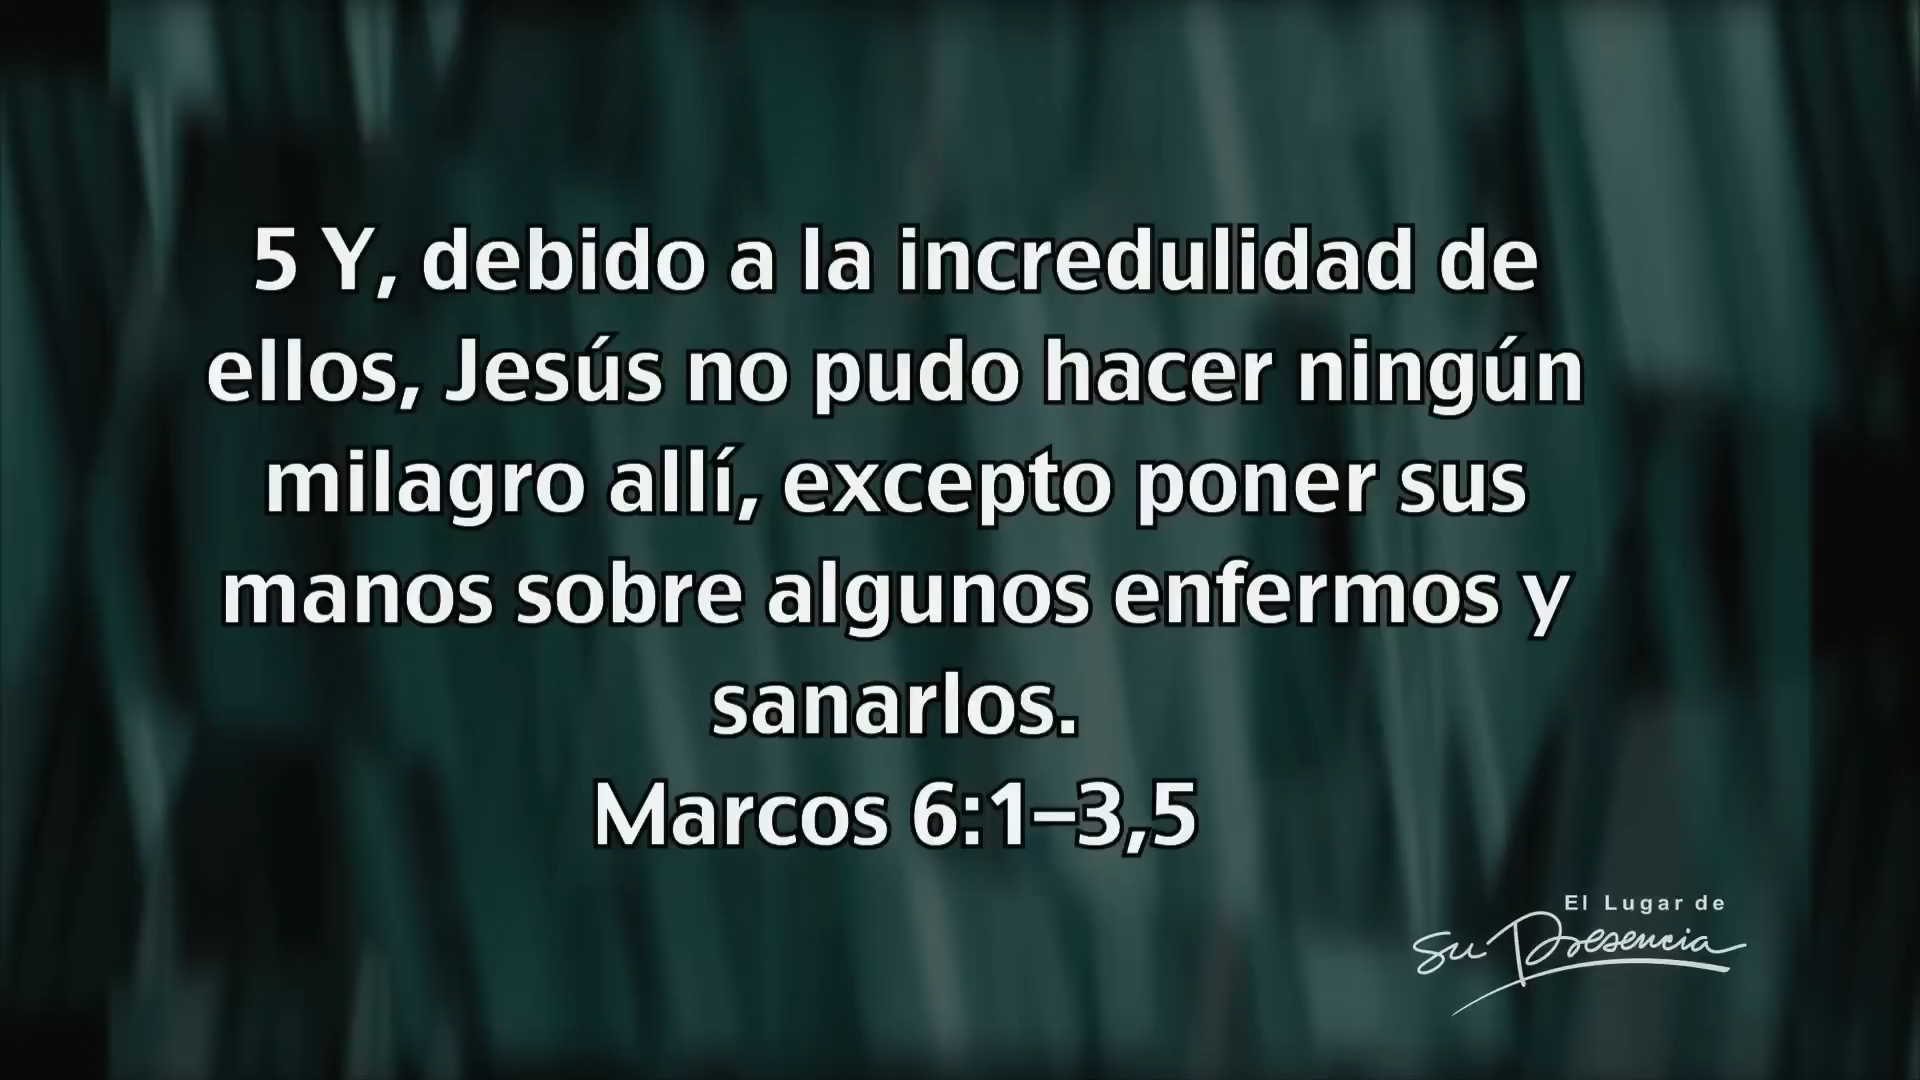 5 Y, debido a la incredulidad de
ellos, Jesús no pudo hacer ningún
milagro allí, excepto poner sus
manos sobre algunos enfermos y
sanarlos.
Marcos 6:1–3,5
El Lugar de
Su Presencia